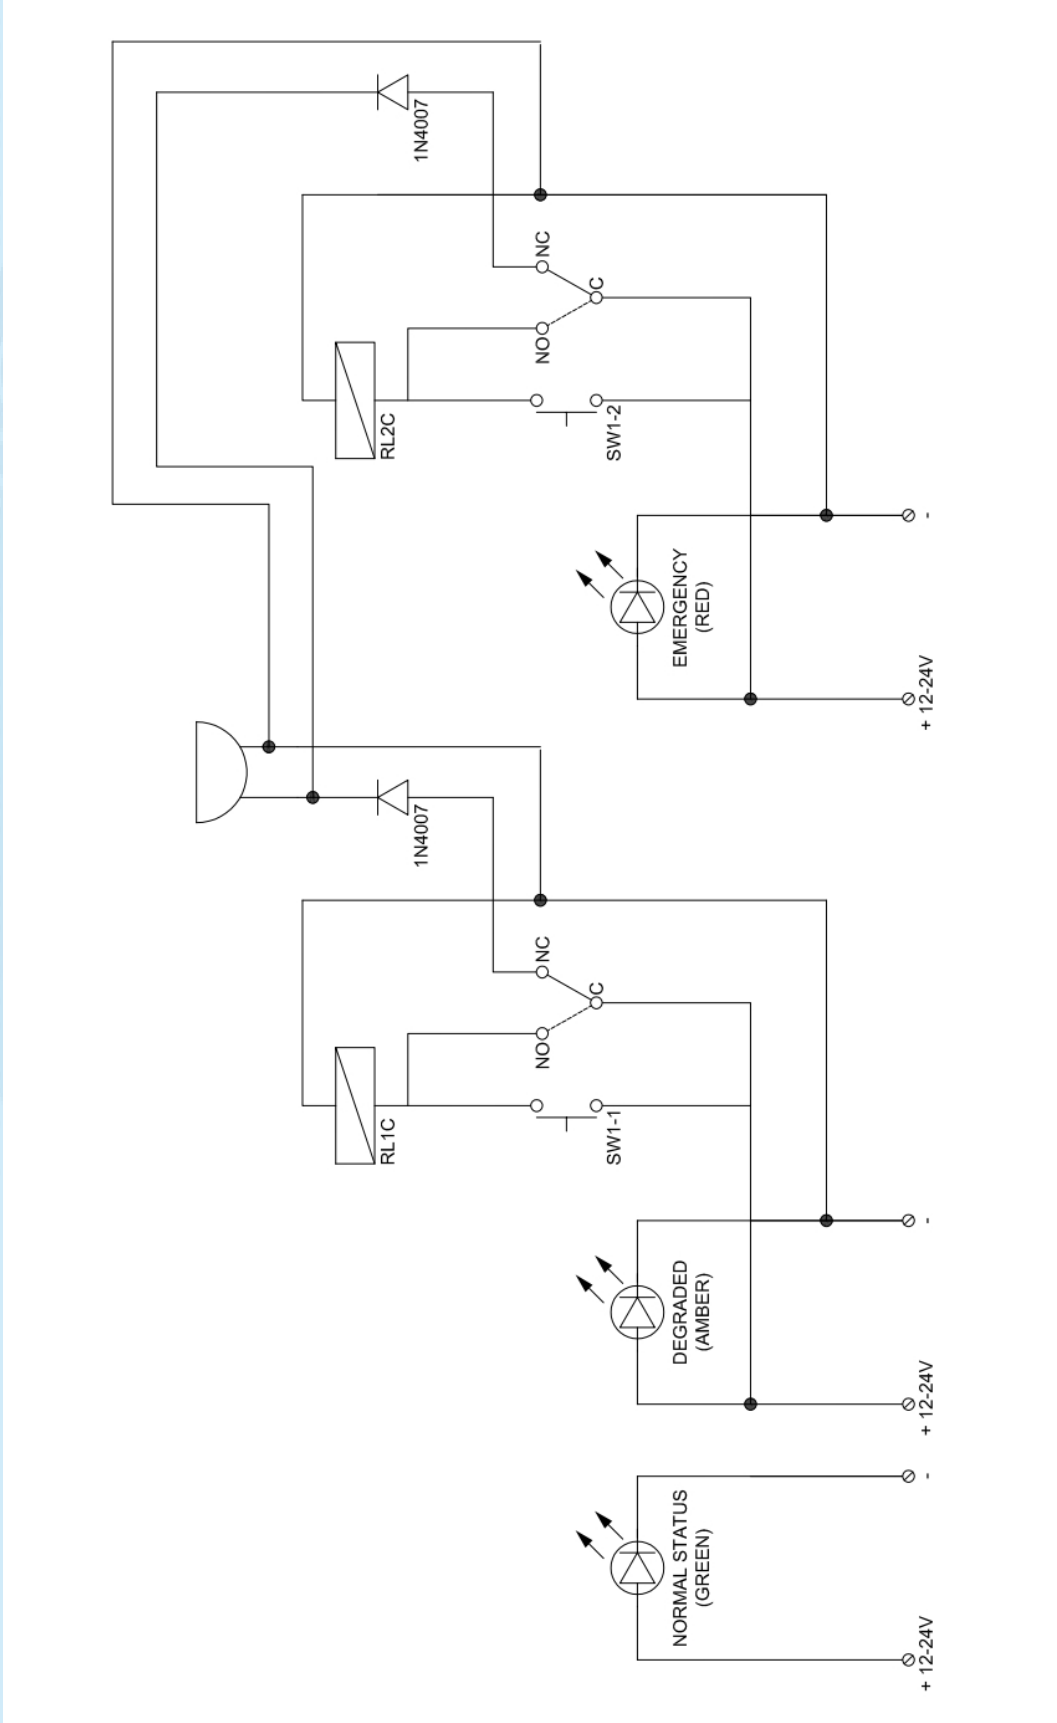 RL1C
RL2C
1N4007
1N4007
NO
NC
NO
NC
C
C
SW1-1
SW1-2
NORMAL STATUS
(GREEN)
DEGRADED
(AMBER)
EMERGENCY
(RED)
+ 12-24V
-
+ 12-24V
-
+ 12-24V
-